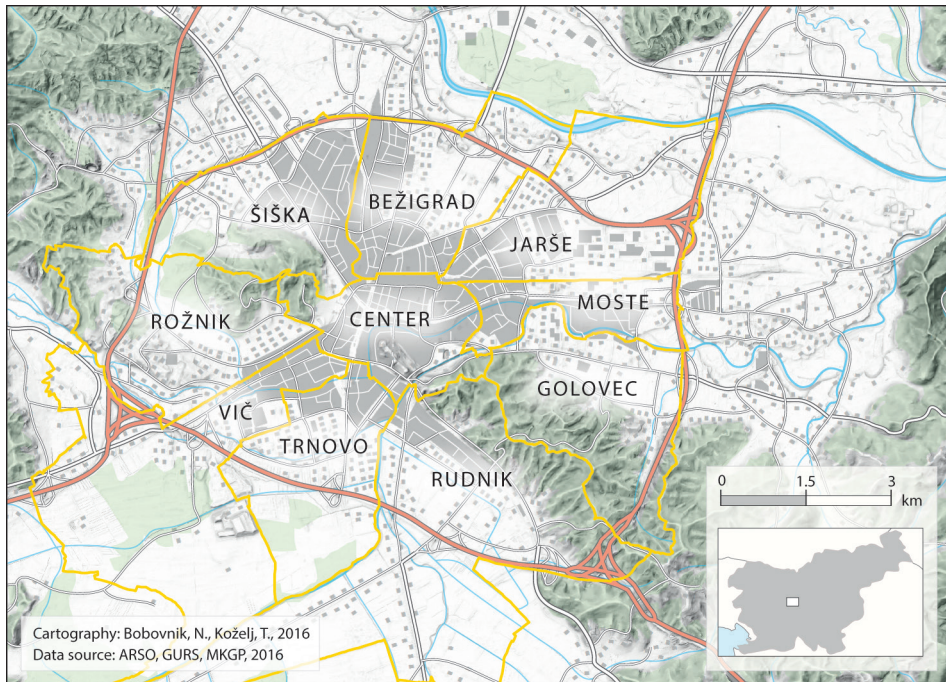 BEŽIGRAD
ŠIŠKA
JARŠE
MOSTE
ROŽNIK
CENTER
GOLOVEC
VIČ
TRNOVO
RUDNIK
0 1.5 3
km
Cartography: Bobovnik, N., Koželj, T., 2016
Data source: ARSO, GURS, MKGP, 2016